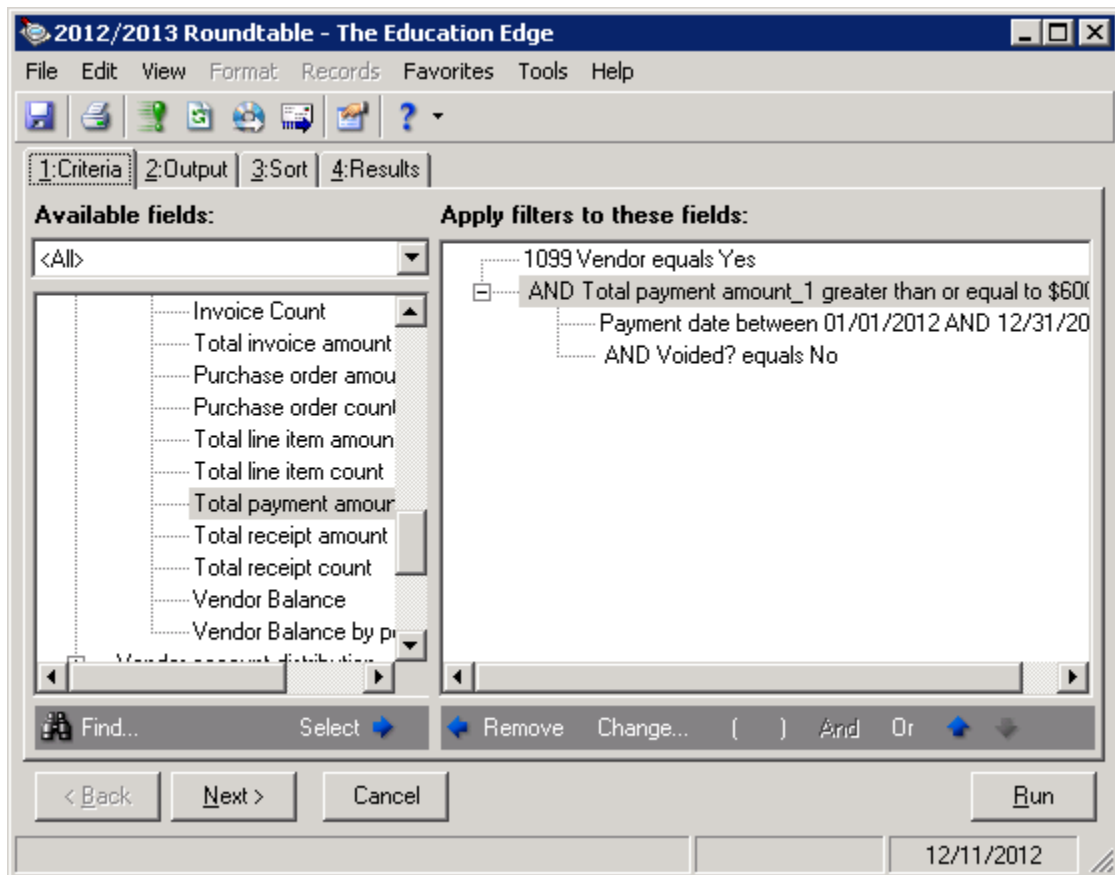 2012/2013 Roundtable - The Education Edge
File Edit View Format Records Favorites Tools Help
1:Criteria 2:Output 3:Sort 4:Results
Available fields:
<All>
Invoice Count
Total invoice amount
Purchase order amou
Purchase order count
Total line item amoun
Total line item count
Total payment amour
Total receipt amount
Total receipt count
Vendor Balance
Vendor Balance by p
Vendor account distribution
Find... Select
Apply filters to these fields:
1099 Vendor equals Yes
AND Total payment amount_1 greater than or equal to $600
Payment date between 01/01/2012 AND 12/31/20
AND Voided? equals No
Remove Change... ( ) And Or
< Back Next > Cancel Run
12/11/2012